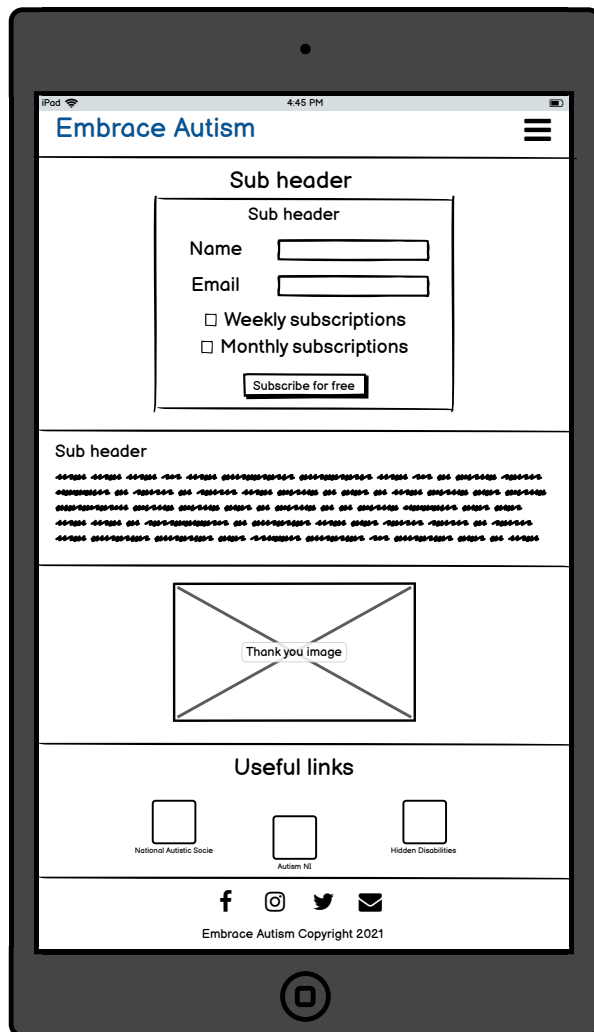 iPad 4:45 PM
Embrace Autism
Sub header
Sub header
Name
Email
Weekly subscriptions
Monthly subscriptions
Subscribe for free
Sub header
Thank you image
Useful links
National Autistic Socie
Autism NI
Hidden Disabilities
Embrace Autism Copyright 2021